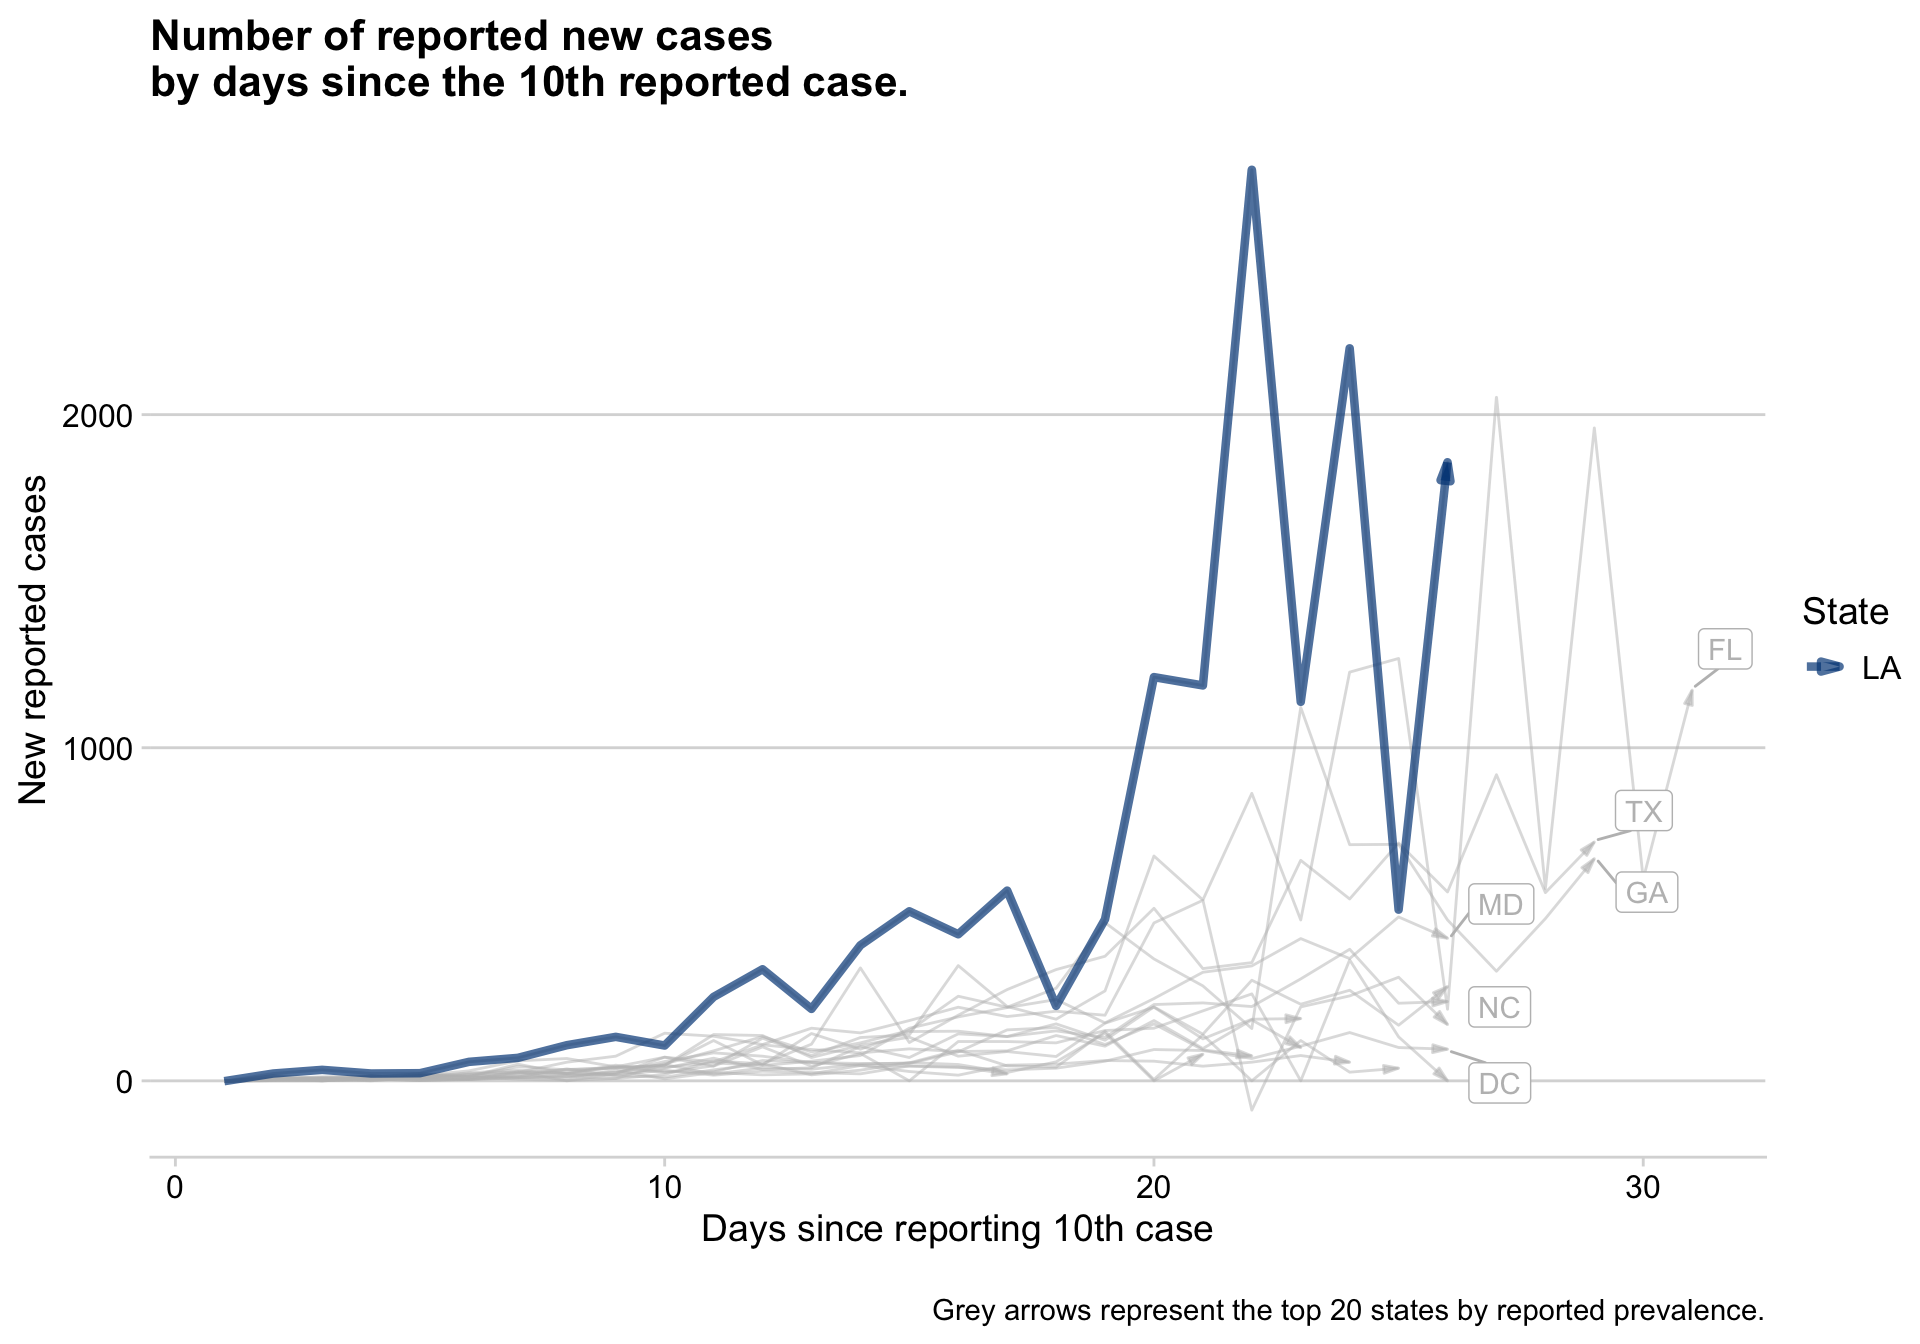 Number of reported new cases
by days since the 10th reported case.
New reported cases
2000
1000
0
FL
TX
GA
MD
NC
DC
State
LA
0 10 20 30
Days since reporting 10th case
Grey arrows represent the top 20 states by reported prevalence.